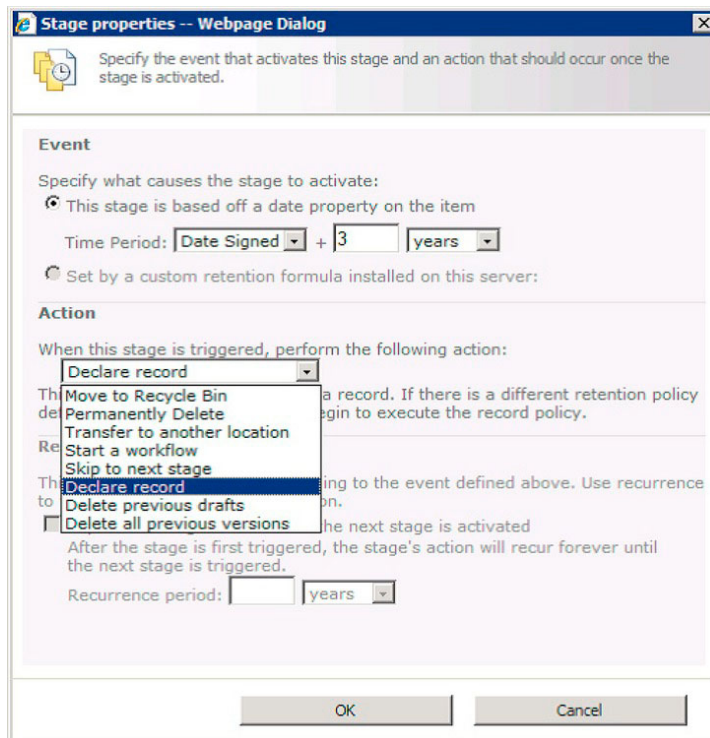 Stage properties -- Webpage Dialog
Specify the event that activates this stage and an action that should occur once the
stage is activated.
Event
Specify what causes the stage to activate:
This stage is based off a date property on the item
Time Period: Date Signed + 3 years
Set by a custom retention formula installed on this server:
Action
When this stage is triggered, perform the following action:
Declare record
Move to Recycle Bin
Permanently Delete
Transfer to another location
Start a workflow
Skip to next stage
Declare record
Delete previous drafts
Delete all previous versions
a record. If there is a different retention policy
egin to execute the record policy.
Re
ing to the event defined above. Use recurrence
to
on.
the next stage is activated
After the stage is first triggered, the stage's action will recur forever until
the next stage is triggered.
Recurrence period: years
OK Cancel